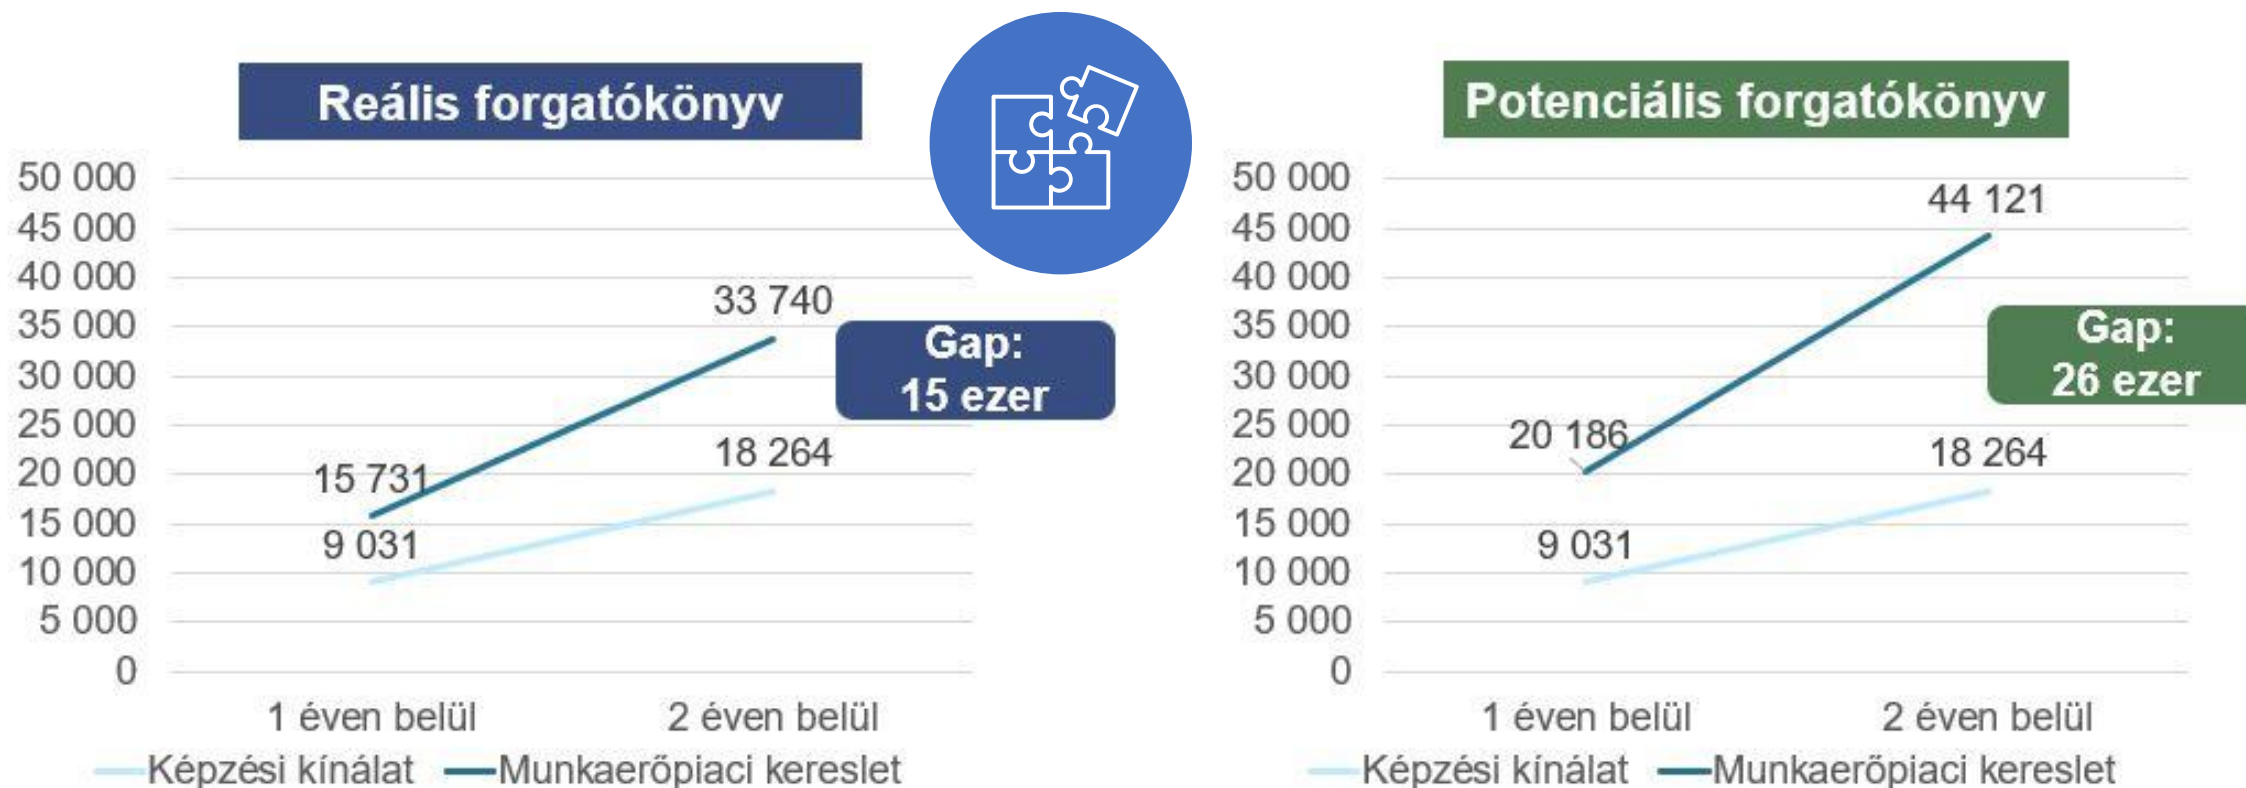 Reális forgatókönyv
50 000
45 000
40 000
35 000
30 000
25 000
20 000
15 000
10 000
5 000
0
33 740
15 731
18 264
9 031
Gap:
15 ezer
1 éven belül
2 éven belül
Képzési kínálat
Munkaerőpiaci kereslet
Potenciális forgatókönyv
50 000
45 000
40 000
35 000
30 000
25 000
20 000
15 000
10 000
5 000
0
44 121
20 186
18 264
9 031
Gap:
26 ezer
1 éven belül
2 éven belül
Képzési kínálat
Munkaerőpiaci kereslet